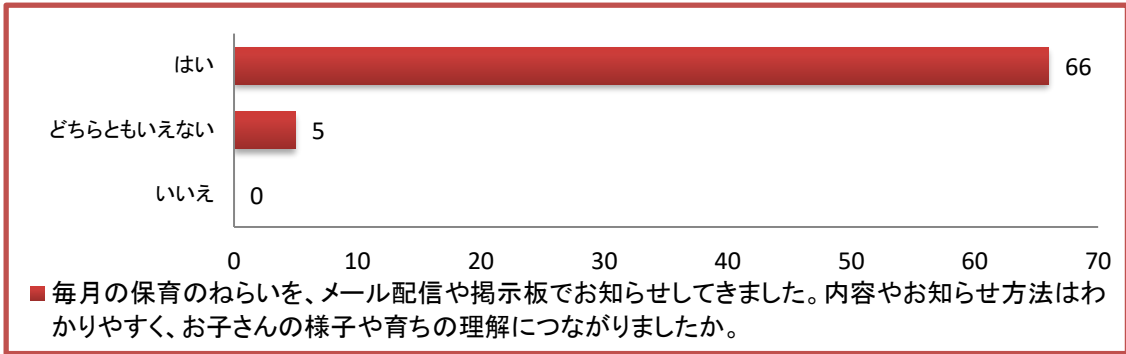 はい
66
どちらともいえない
5
いいえ
0
0 10 20 30 40 50 60 70
毎月の保育のねらいを、メール配信や掲示板でお知らせしてきました。内容やお知らせ方法はわ
かりやすく、お子さんの様子や育ちの理解につながりましたか。